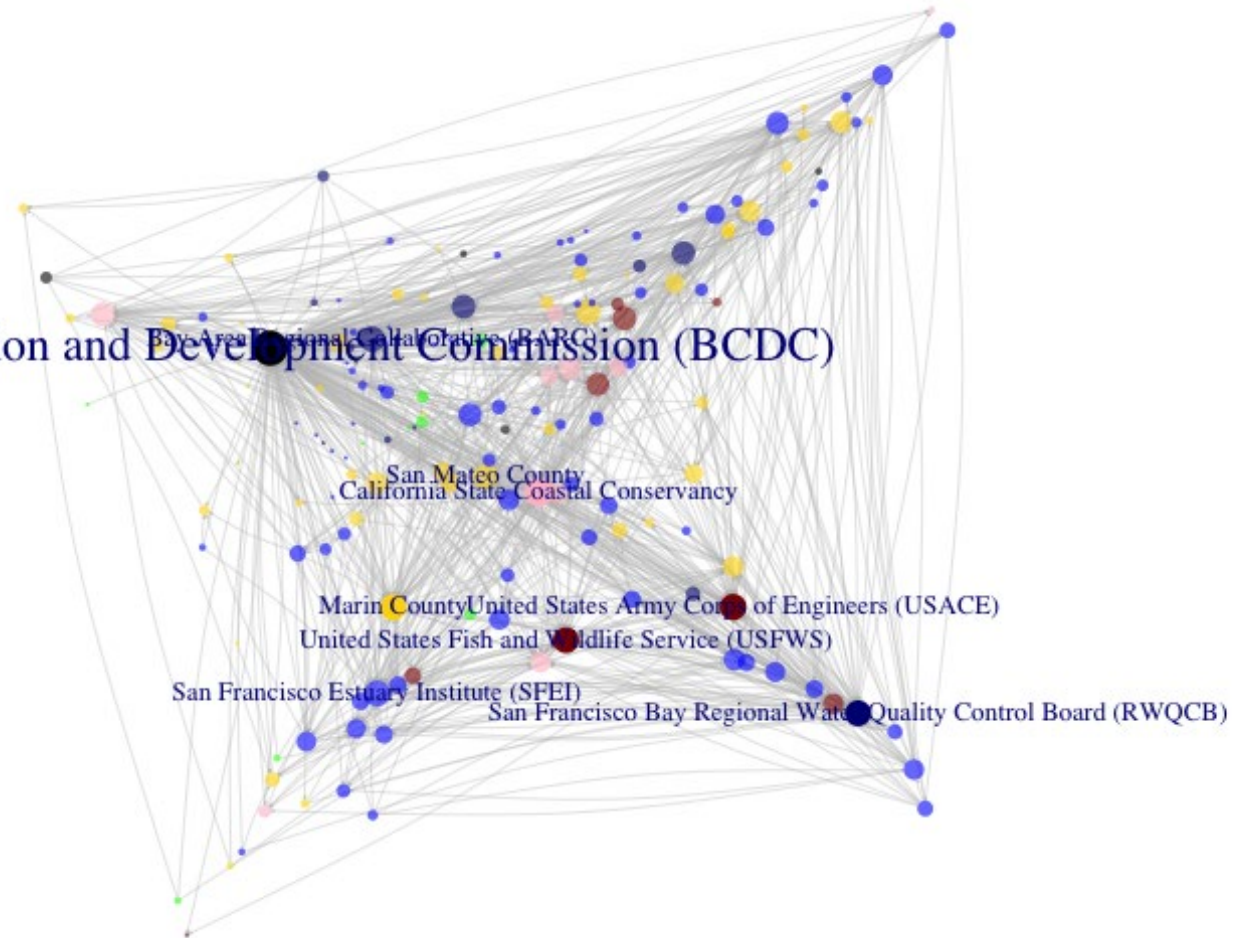 Bay Area Regional Collaborative (BARC)
on and Development Commission (BCDC)
San Mateo County
California State Coastal Conservancy
Marin County
United States Army Corps of Engineers (USACE)
United States Fish and Wildlife Service (USFWS)
San Francisco Estuary Institute (SFEI)
San Francisco Bay Regional Water Quality Control Board (RWQCB)